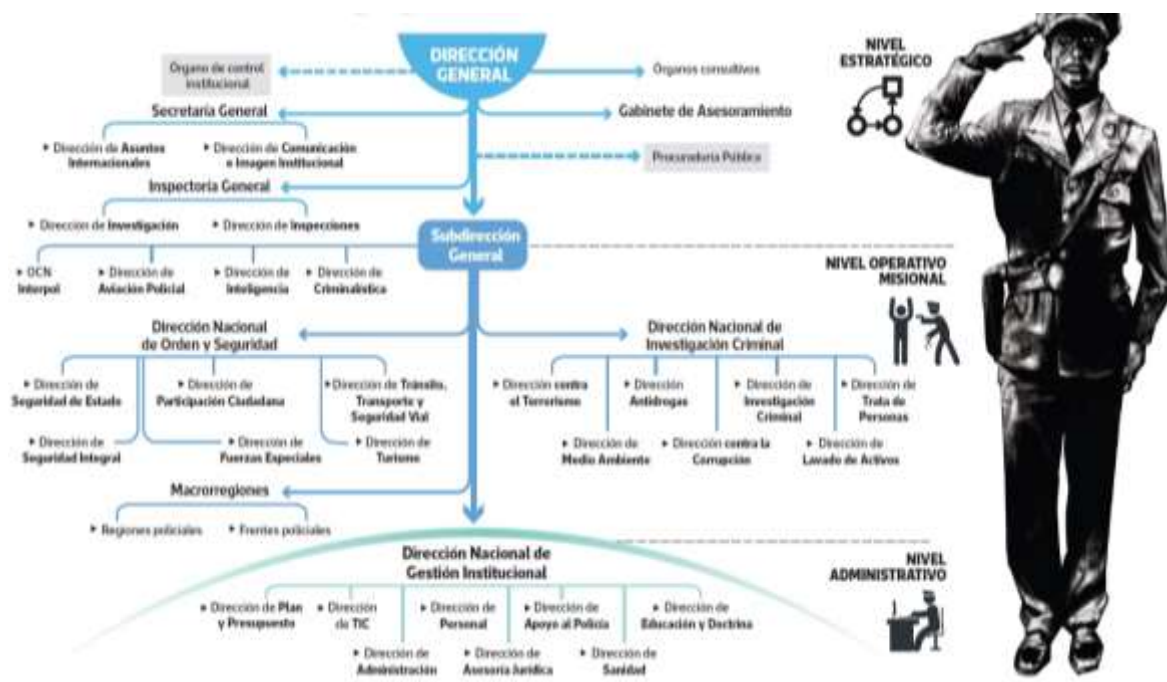 DIRECCIÓN
GENERAL
Órgano de control
institucional
Órganos consultivos
NIVEL
ESTRATÉGICO
Secretaría General
Gabinete de Asesoramiento
▸ Dirección de Asuntos
Internacionales
▸ Dirección de Comunicación
e Imagen Institucional
Procuraduría Pública
Inspectoría General
▸ Dirección de Investigación
▸ Dirección de Inspecciones
Subdirección
General
▸ OCN
Interpol
▸ Dirección de
Aviación Policial
▸ Dirección de
Inteligencia
▸ Dirección de
Criminalística
NIVEL OPERATIVO
MISIONAL
Dirección Nacional
de Orden y Seguridad
Dirección Nacional de
Investigación Criminal
▸ Dirección de
Seguridad de Estado
▸ Dirección de
Participación Ciudadana
▸ Dirección de Tránsito,
Transporte y
Seguridad Vial
▸ Dirección contra
el Terrorismo
▸ Dirección
Antidrogas
▸ Dirección de
Investigación
Criminal
▸ Dirección de
Trata de
Personas
▸ Dirección de
Seguridad Integral
▸ Dirección de
Fuerzas Especiales
▸ Dirección de
Turismo
▸ Dirección de
Medio Ambiente
▸ Dirección contra la
Corrupción
▸ Dirección de
Lavado de Activos
Macrorregiones
▸ Regiones policiales
▸ Frentes policiales
Dirección Nacional de
Gestión Institucional
NIVEL
ADMINISTRATIVO
▸ Dirección de Plan
y Presupuesto
▸ Dirección
de TIC
▸ Dirección de
Personal
▸ Dirección de
Apoyo al Policía
▸ Dirección de
Educación y Doctrina
▸ Dirección de
Administración
▸ Dirección de
Asesoría Jurídica
▸ Dirección de
Sanidad